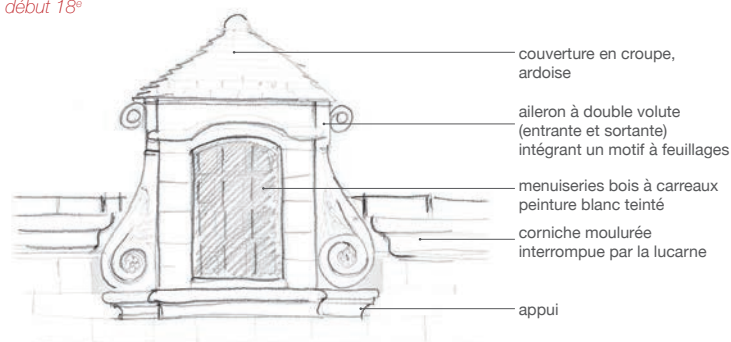 début 18e
couverture en croupe,
ardoise
aileron à double volute
(entrante et sortante)
intégrant un motif à feuillages
menuiseries bois à carreaux
peinture blanc teinté
corniche moulurée
interrompue par la lucarne
appui